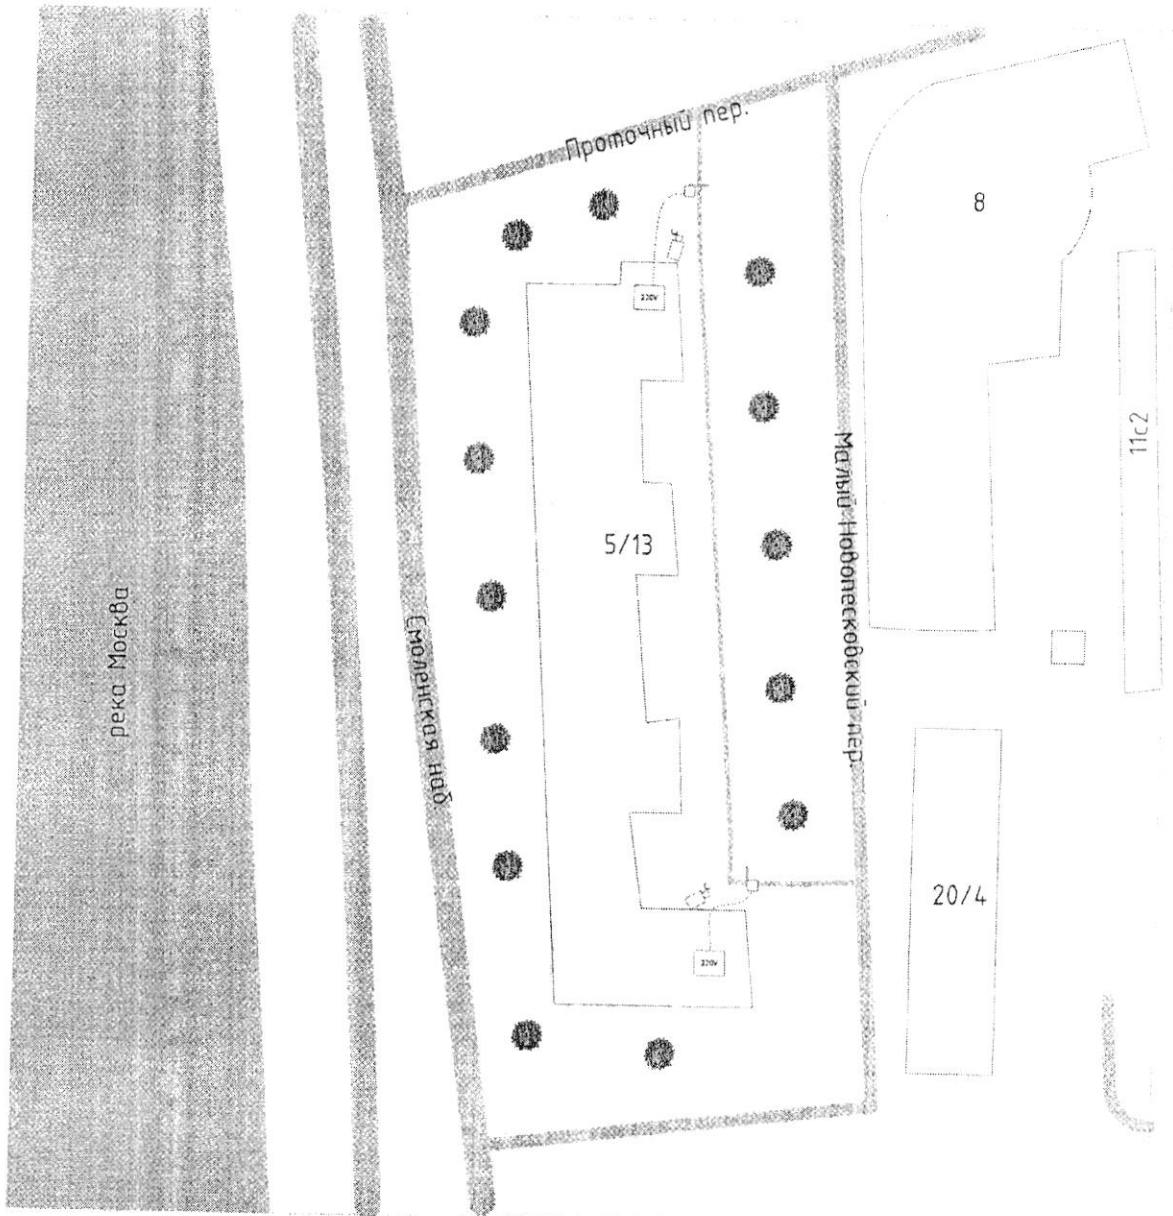 Проточный пер.
8
220V
11с2
Малый Новопесковский пер.
5/13
река Москва
Смоленская наб
20/4
220V